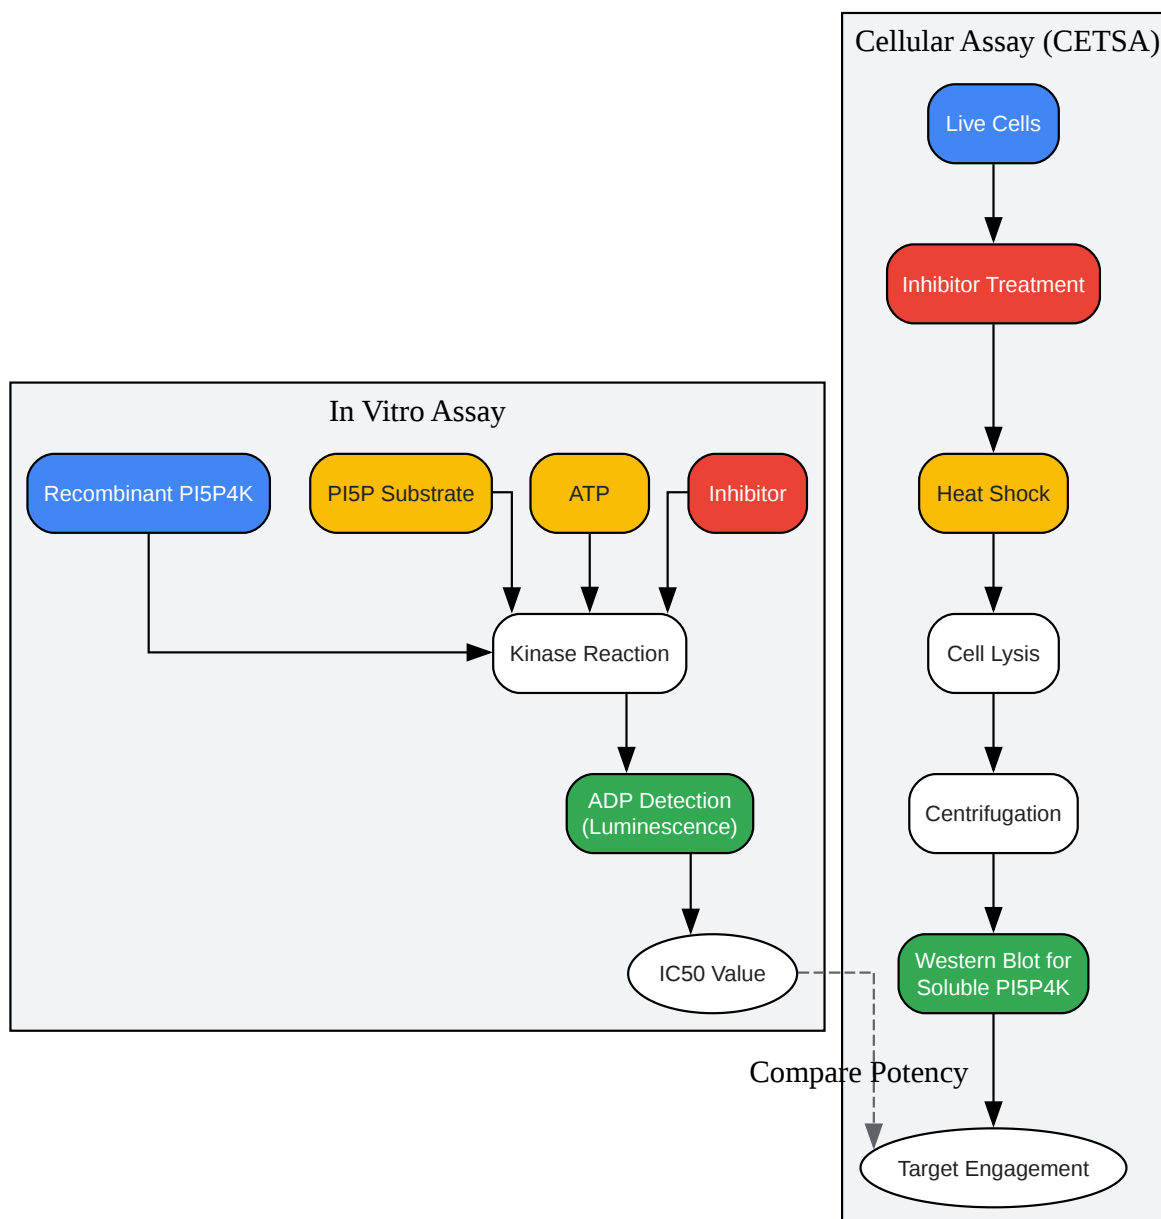 Cellular Assay (CETSA)
Live Cells
Inhibitor Treatment
Heat Shock
Cell Lysis
Centrifugation
Western Blot for
Soluble PI5P4K
Target Engagement
In Vitro Assay
Recombinant PI5P4K
PI5P Substrate
ATP
Inhibitor
Kinase Reaction
ADP Detection
(Luminescence)
IC50 Value
Compare Potency